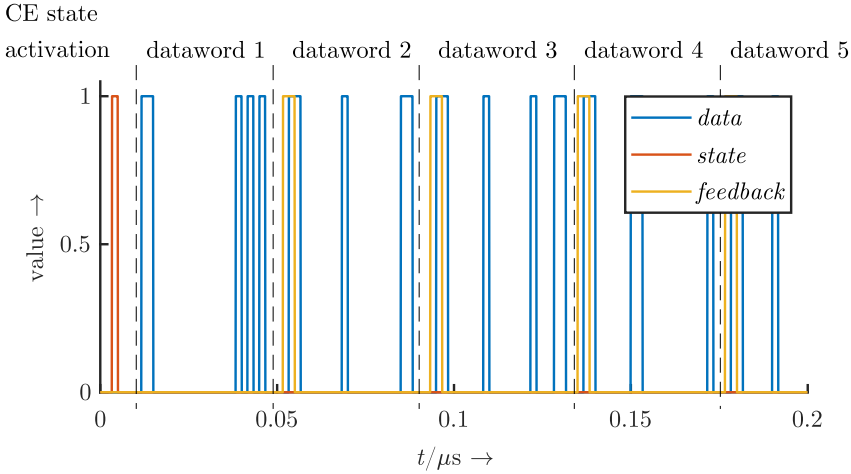 CE state
activation dataword 1 dataword 2 dataword 3 dataword 4 dataword 5
1
data
state
feedback
value →
0.5
0
0 0.05 0.1 0.15 0.2
t/μs →